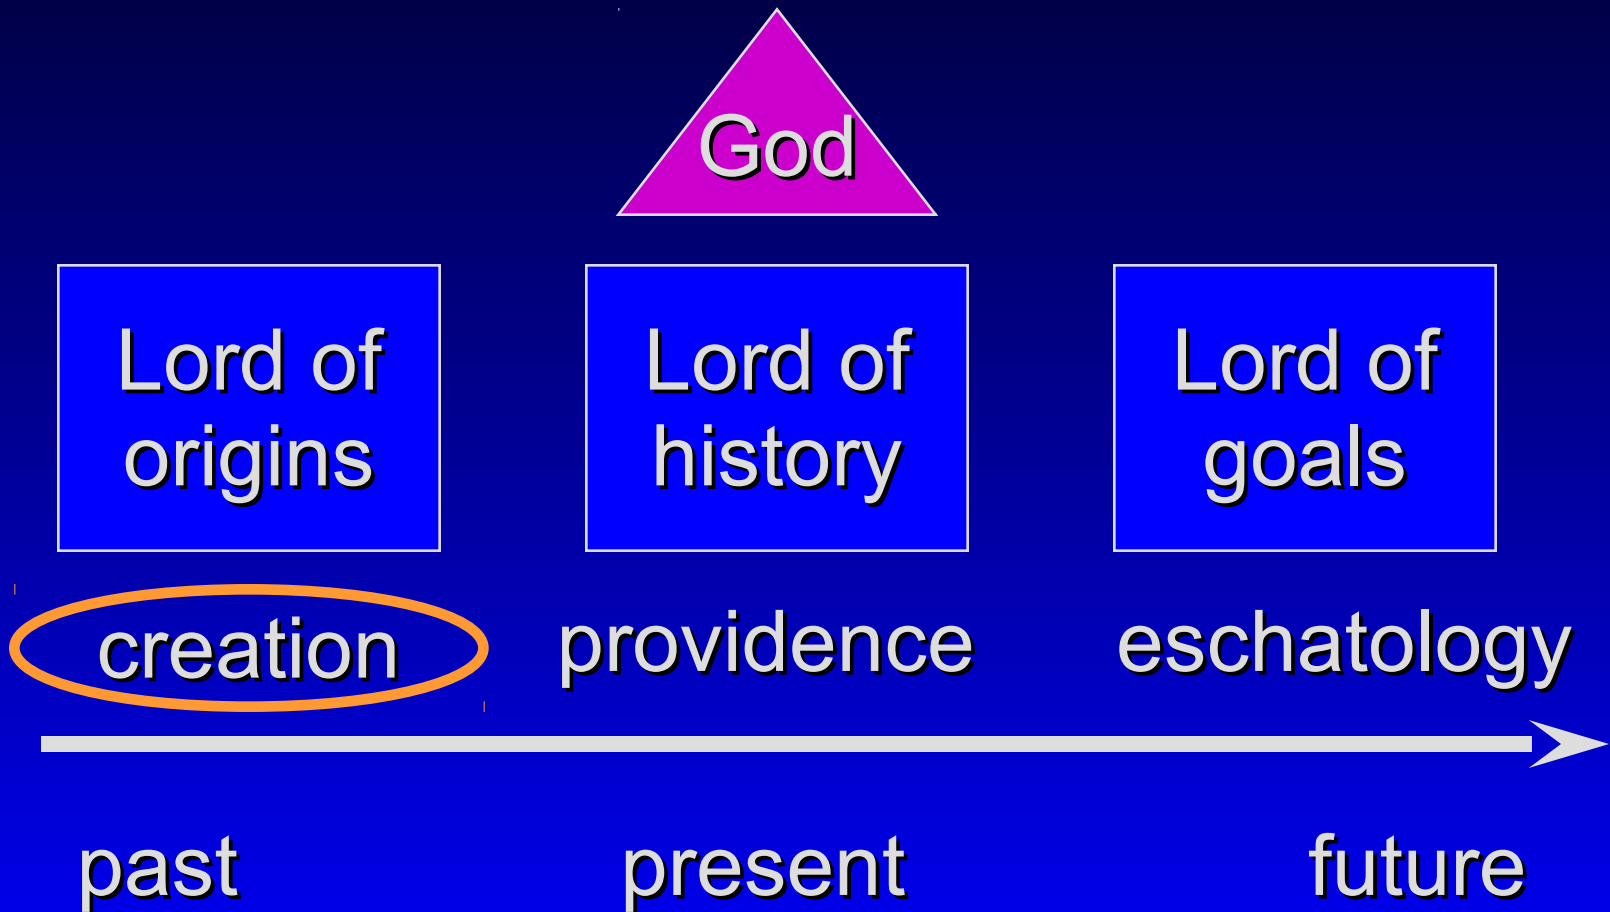 God
Lord of
origins
Lord of
history
Lord of
goals
creation
providence
eschatology
past
present
future